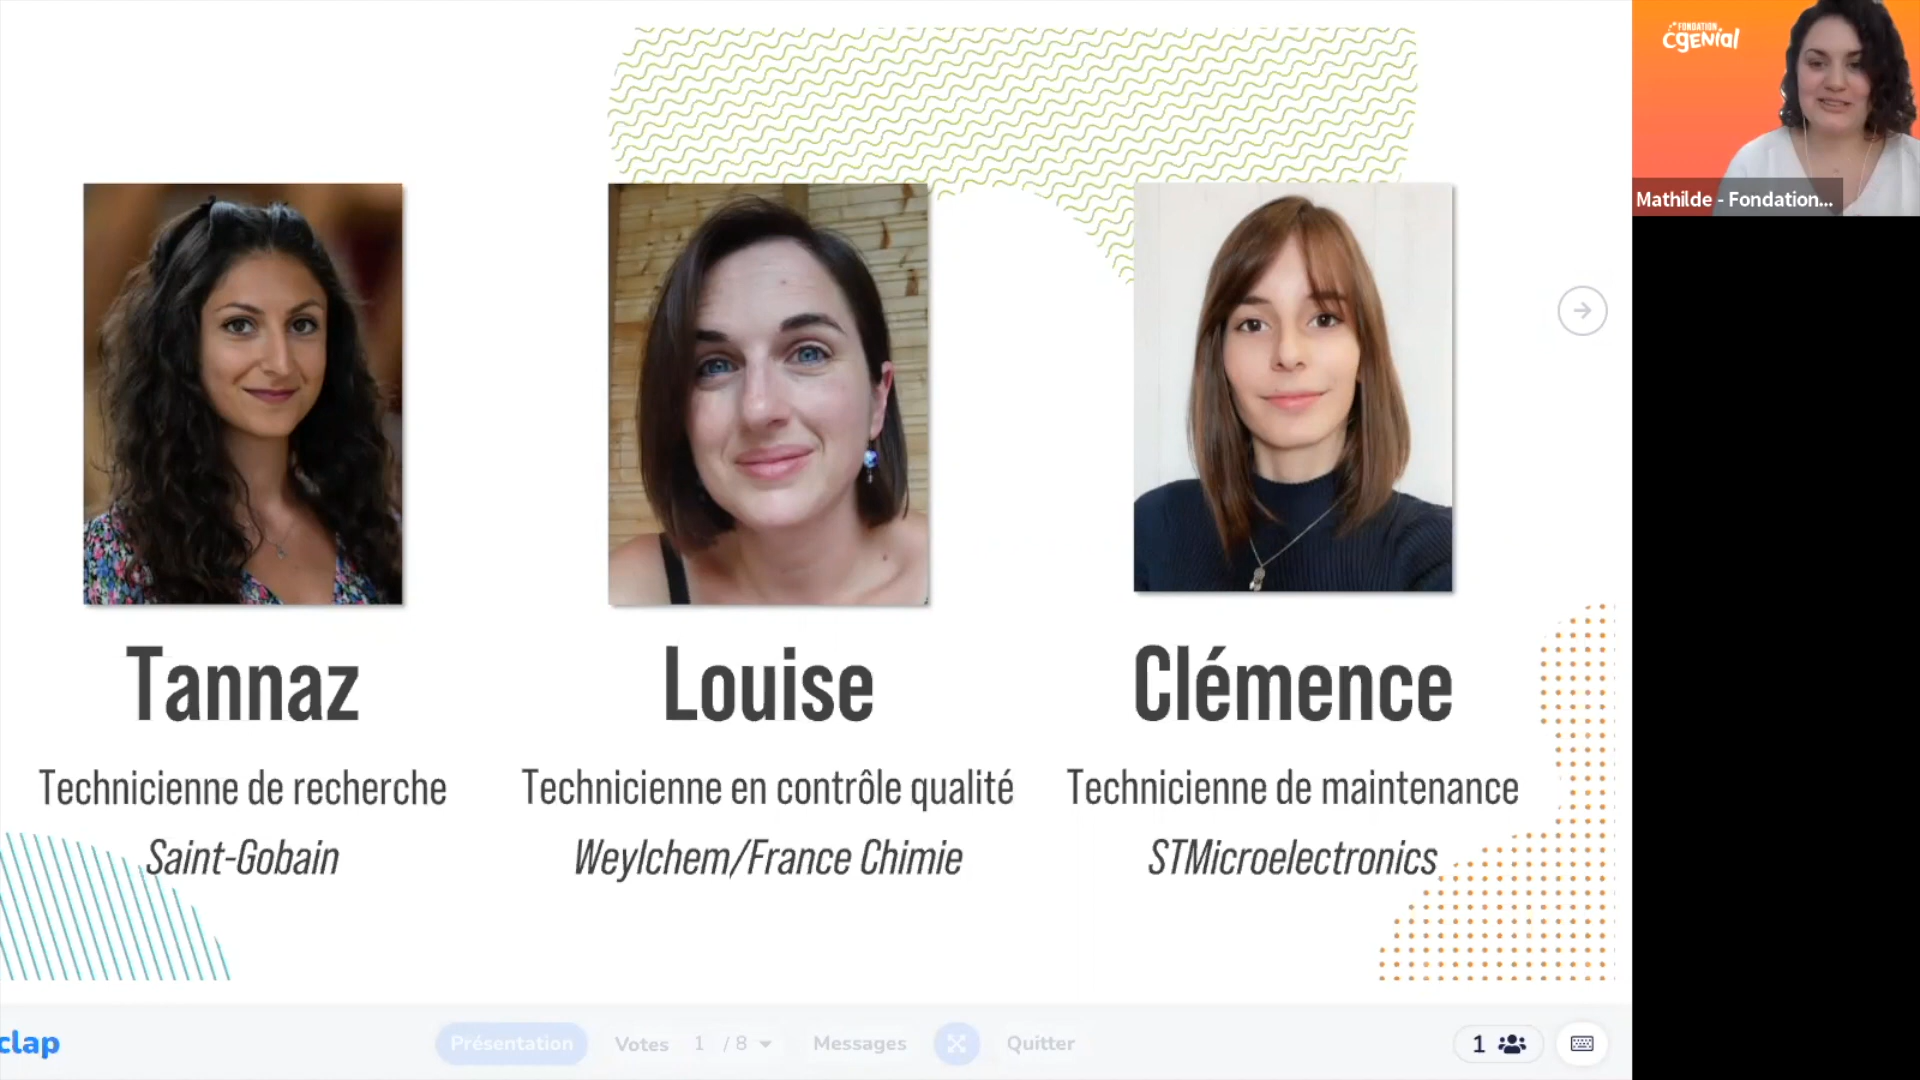 FONDATION
CGENIAL
Mathilde - Fondation...
Tannaz
Technicienne de recherche
Saint-Gobain
Louise
Technicienne en contrôle qualité
Weylchem/France Chimie
Clémence
Technicienne de maintenance
STMicroelectronics
clap
Présentation
Votes
1 / 8
Messages
Quitter
1